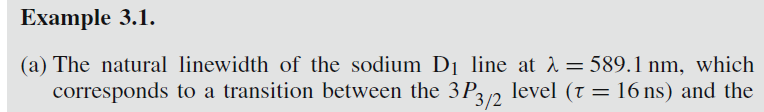 Example 3.1.
(a) The natural linewidth of the sodium D₁ line at λ = 589.1 nm, which
corresponds to a transition between the 3P₃/₂ level (τ = 16 ns) and the